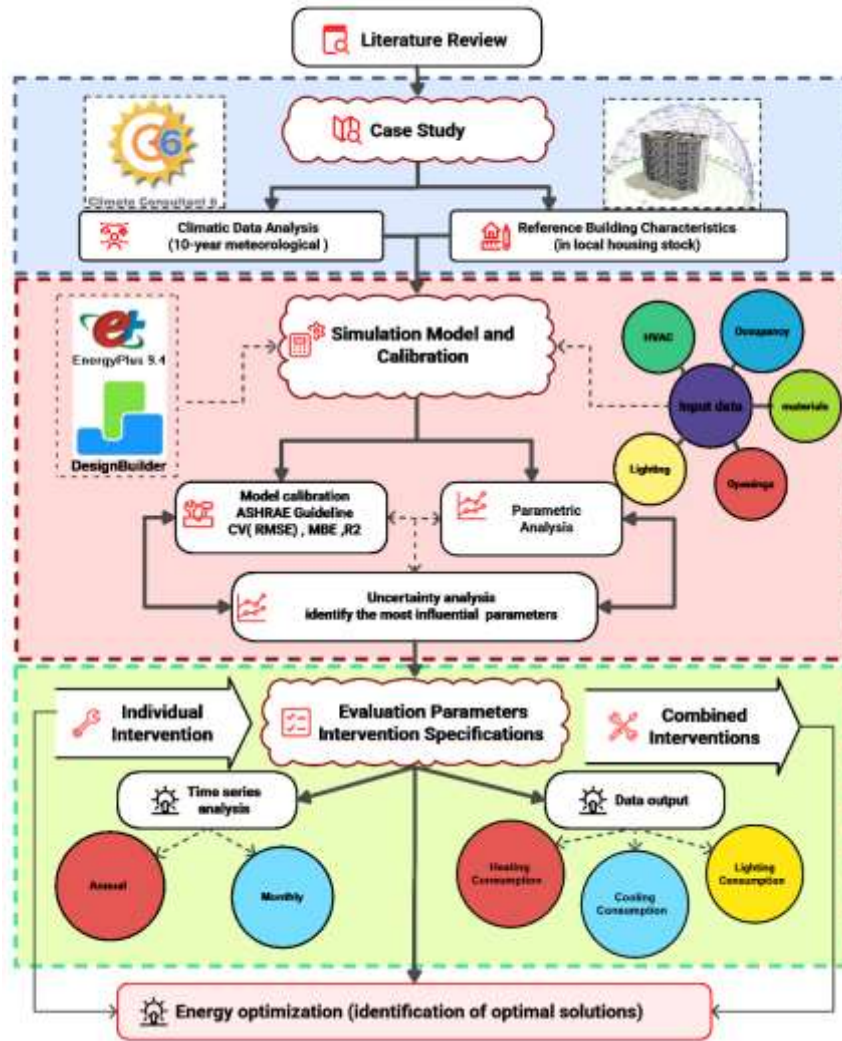 Literature Review
Case Study
Climate Consultant 6
Climatic Data Analysis
(10-year meteorological )
Reference Building Characteristics
(in local housing stock)
EnergyPlus 9.4
DesignBuilder
Simulation Model and
Calibration
HVAC
Occupancy
Input data
materials
Lighting
Openings
Model calibration
ASHRAE Guideline
CV( RMSE) , MBE ,R2
Parametric
Analysis
Uncertainty analysis
identify the most influential parameters
Individual
Intervention
Evaluation Parameters
Intervention Specifications
Combined
Interventions
Time series
analysis
Data output
Annual
Monthly
Heating
Consumption
Cooling
Consumption
Lighting
Consumption
Energy optimization (identification of optimal solutions)